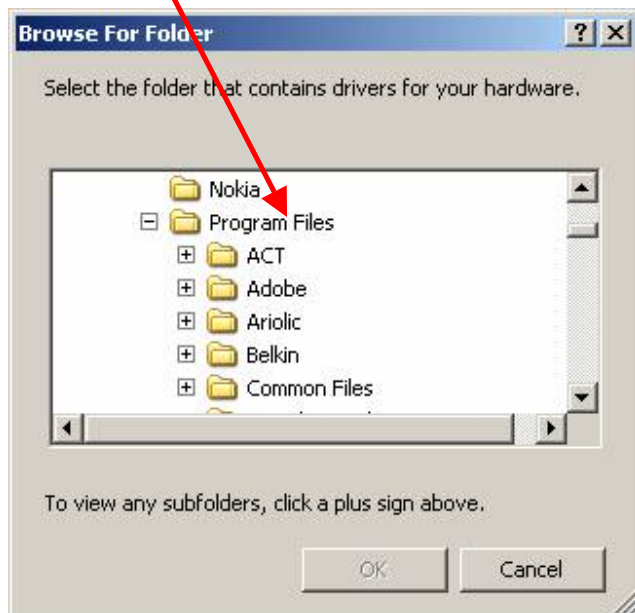 Browse For Folder
Select the folder that contains drivers for your hardware.
Nokia
Program Files
ACT
Adobe
Ariolic
Belkin
Common Files
To view any subfolders, click a plus sign above.
OK Cancel